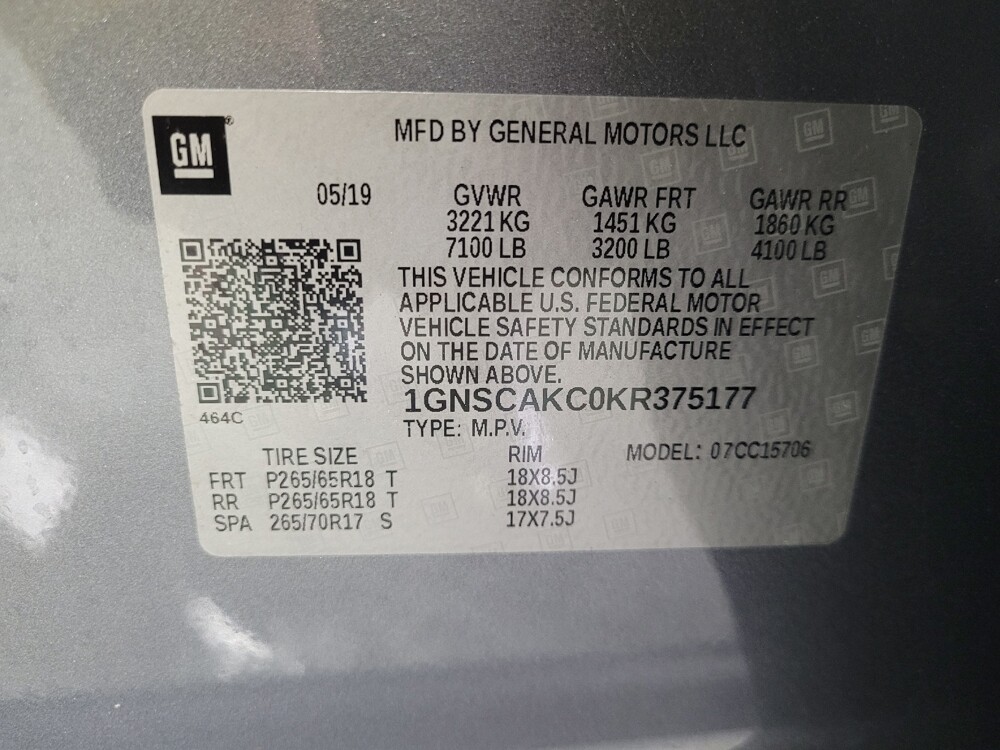 GM
MFD BY GENERAL MOTORS LLC
05/19 GVWR GAWR FRT GAWR RR
3221 KG 1451 KG 1860 KG
7100 LB 3200 LB 4100 LB
THIS VEHICLE CONFORMS TO ALL
APPLICABLE U.S. FEDERAL MOTOR
VEHICLE SAFETY STANDARDS IN EFFECT
ON THE DATE OF MANUFACTURE
SHOWN ABOVE.
1GNSCAKC0KR375177
464C
TYPE: M.P.V.
TIRE SIZE RIM MODEL: 07CC15706
FRT P265/65R18 T 18X8.5J
RR P265/65R18 T 18X8.5J
SPA 265/70R17 S 17X7.5J